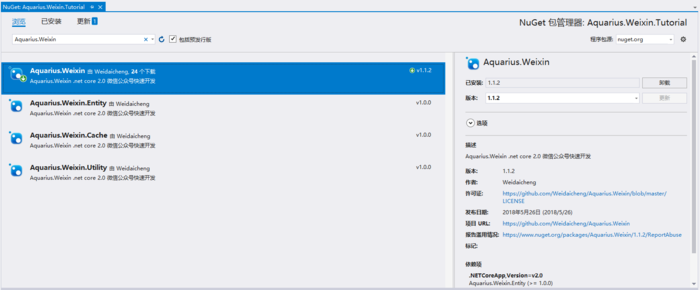 NuGet: Aquarius.Weixin.Tutorial
浏览 已安装 更新 1
NuGet 包管理器: Aquarius.Weixin.Tutorial
Aquarius.Weixin
包括预发行版
程序包源: nuget.org
Aquarius.Weixin 由 Weidaicheng, 24 个下载 v1.1.2
Aquarius.Weixin .net core 2.0 微信公众号快速开发
Aquarius.Weixin.Entity 由 Weidaicheng v1.0.0
Aquarius.Weixin .net core 2.0 微信公众号快速开发
Aquarius.Weixin.Cache 由 Weidaicheng v1.0.0
Aquarius.Weixin .net core 2.0 微信公众号快速开发
Aquarius.Weixin.Utility 由 Weidaicheng v1.0.0
Aquarius.Weixin .net core 2.0 微信公众号快速开发
Aquarius.Weixin
已安装: 1.1.2 卸载
版本: 1.1.2 更新
选项
描述
Aquarius.Weixin .net core 2.0 微信公众号快速开发
版本: 1.1.2
作者: Weidaicheng
许可证: https://github.com/Weidaicheng/Aquarius.Weixin/blob/master/
LICENSE
发布日期: 2018年5月26日 (2018/5/26)
项目 URL: https://github.com/Weidaicheng/Aquarius.Weixin
报告滥用情况: https://www.nuget.org/packages/Aquarius.Weixin/1.1.2/ReportAbuse
标记:
依赖项
.NETCoreApp,Version=v2.0
Aquarius.Weixin.Entity (>= 1.0.0)